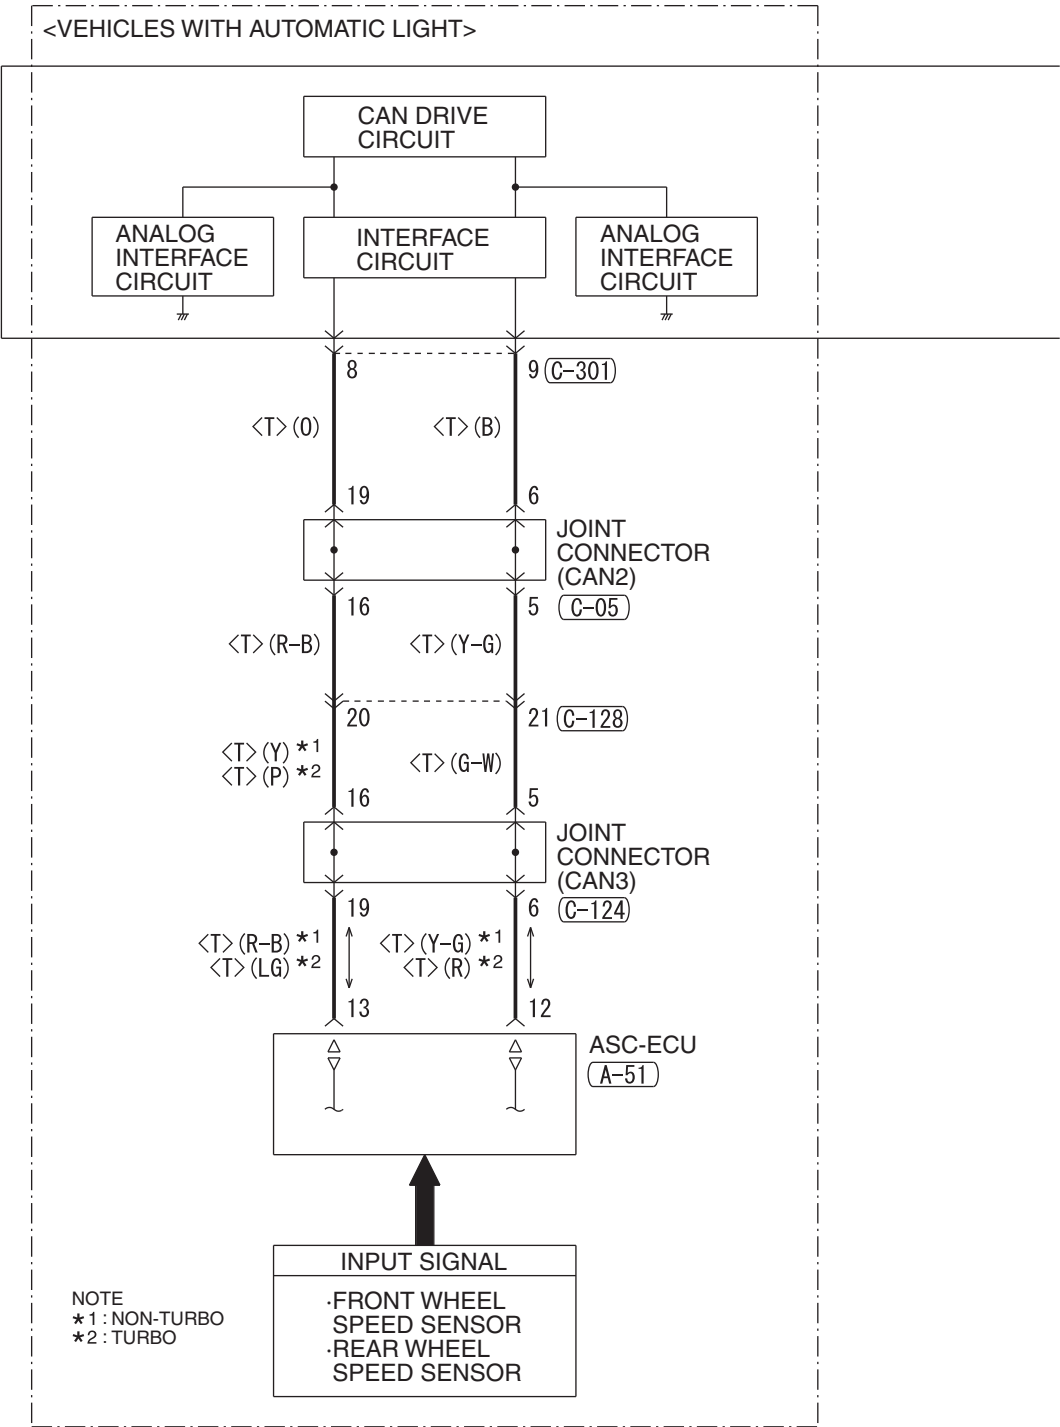 <VEHICLES WITH AUTOMATIC LIGHT>
CAN DRIVE
CIRCUIT
ANALOG
INTERFACE
CIRCUIT
INTERFACE
CIRCUIT
ANALOG
INTERFACE
CIRCUIT
8
9 C-301
<T>(O)
<T>(B)
19
6
JOINT
CONNECTOR
(CAN2)
16
5
C-05
<T>(R-B)
<T>(Y-G)
20
21 C-128
<T>(Y)*1
<T>(P)*2
<T>(G-W)
16
5
JOINT
CONNECTOR
(CAN3)
19
6
C-124
<T>(R-B)*1
<T>(LG)*2
<T>(Y-G)*1
<T>(R)*2
13
12
ASC-ECU
A-51
INPUT SIGNAL
·FRONT WHEEL
SPEED SENSOR
·REAR WHEEL
SPEED SENSOR
NOTE
*1 : NON-TURBO
*2 : TURBO